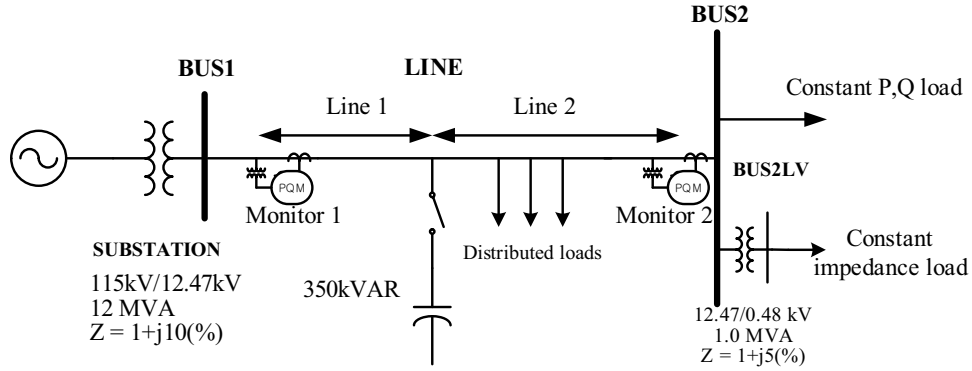 BUS2
BUS1
LINE
Line 1
Line 2
Constant P,Q load
BUS2LV
PQM
PQM
Monitor 1
Monitor 2
SUBSTATION
115kV/12.47kV
12 MVA
Z = 1+j10(%)
350kVAR
Distributed loads
Constant
impedance load
12.47/0.48 kV
1.0 MVA
Z = 1+j5(%)